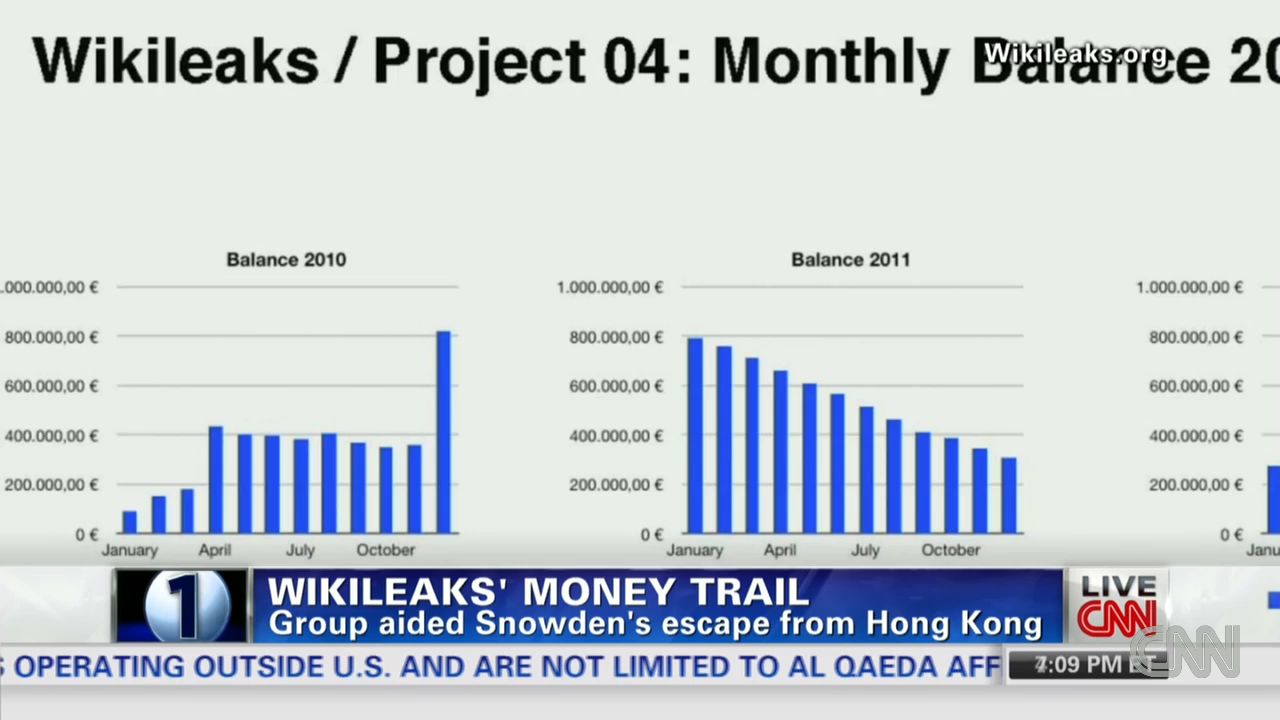 Wikileaks / Project 04: Monthly Balance 20
Wikileaks.org
Balance 2010
.000.000,00 €
800.000,00 €
600.000,00 €
400.000,00 €
200.000,00 €
0 €
January April July October
Balance 2011
1.000.000,00 €
800.000,00 €
600.000,00 €
400.000,00 €
200.000,00 €
0 €
January April July October
1.000.000,00 €
800.000,00 €
600.000,00 €
400.000,00 €
200.000,00 €
0 €
Janu
1
WIKILEAKS' MONEY TRAIL
Group aided Snowden's escape from Hong Kong
LIVE
CNN
S OPERATING OUTSIDE U.S. AND ARE NOT LIMITED TO AL QAEDA AFF
:09 PM ET
CNN